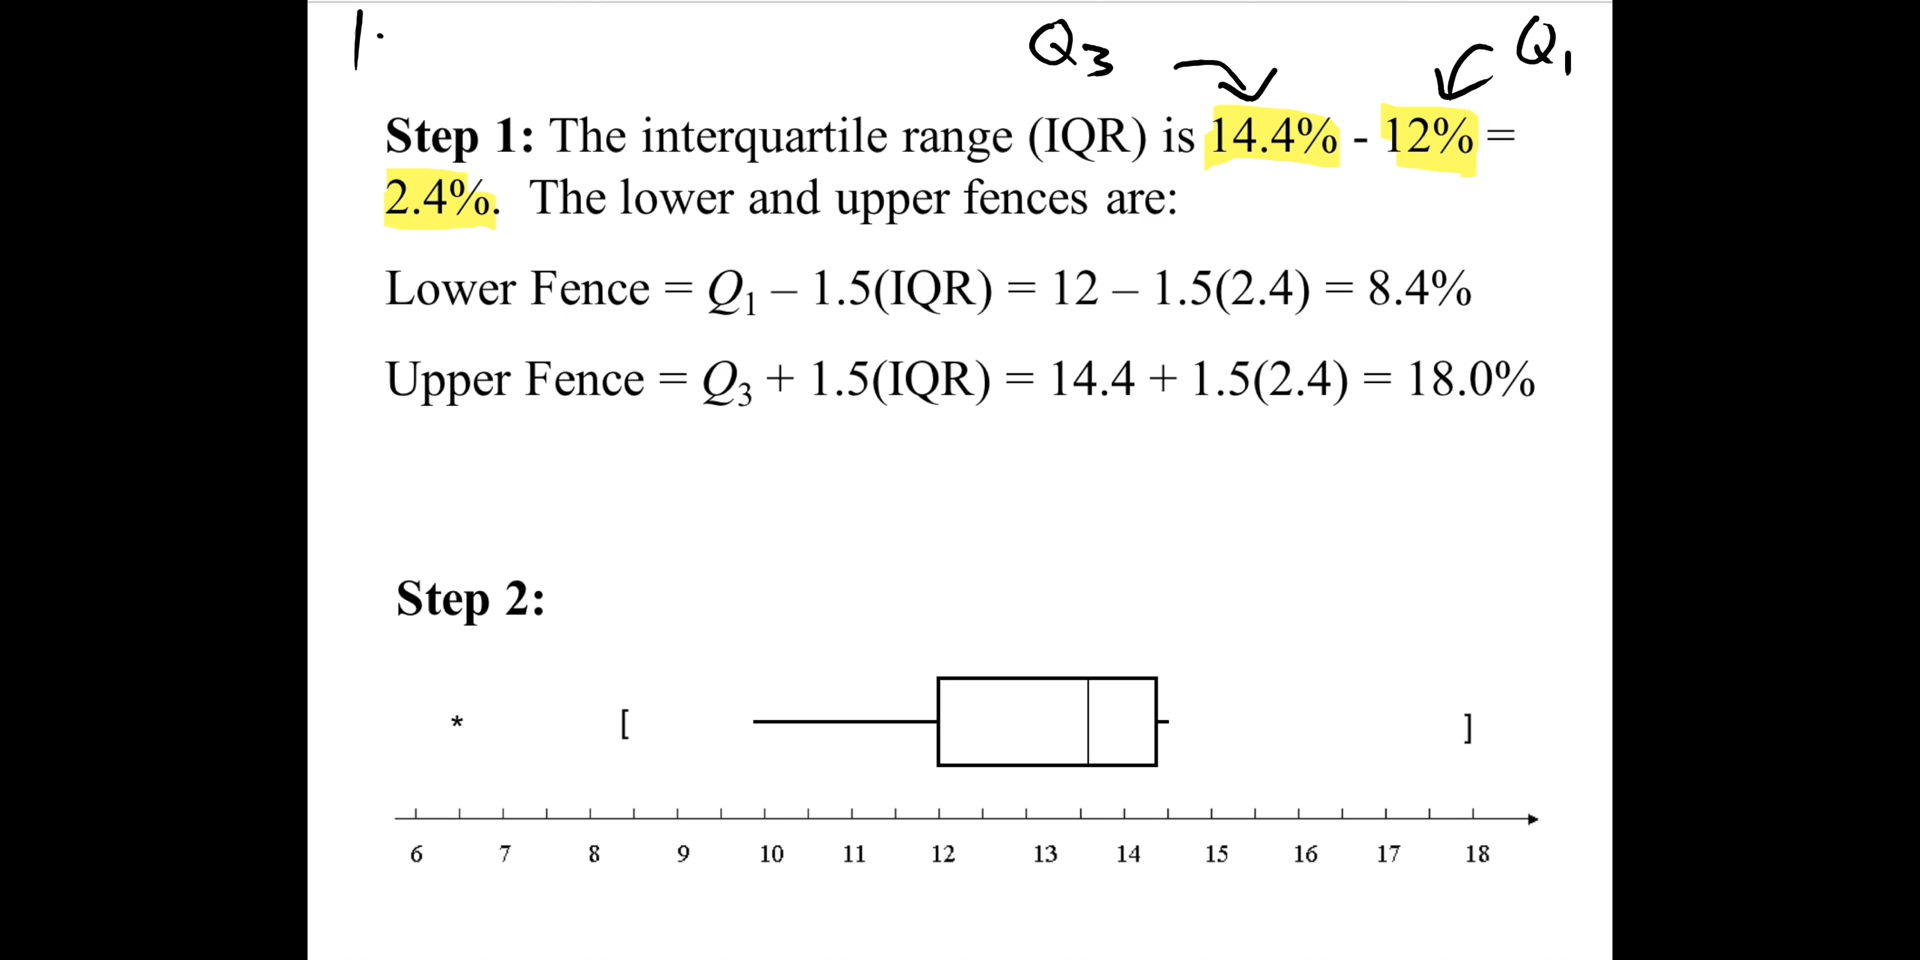 1.
Q3 Q1
Step 1: The interquartile range (IQR) is 14.4% - 12% =
2.4%. The lower and upper fences are:
Lower Fence = Q1 – 1.5(IQR) = 12 – 1.5(2.4) = 8.4%
Upper Fence = Q3 + 1.5(IQR) = 14.4 + 1.5(2.4) = 18.0%
Step 2:
* [ ]
6 7 8 9 10 11 12 13 14 15 16 17 18